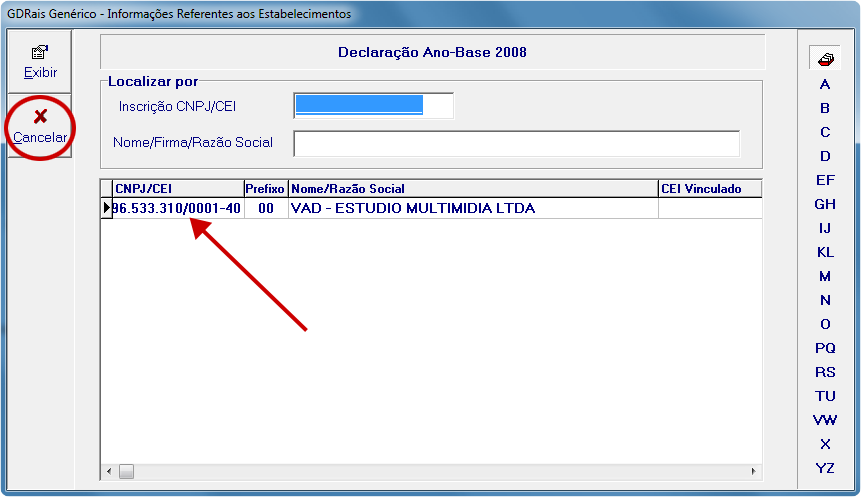 GDRais Genérico - Informações Referentes aos Estabelecimentos
Exibir
Cancelar
Declaração Ano-Base 2008
Localizar por
Inscrição CNPJ/CEI
Nome/Firma/Razão Social
CNPJ/CEI Prefixo Nome/Razão Social CEI Vinculado
96.533.310/0001-40 00 VAD - ESTUDIO MULTIMIDIA LTDA
A
B
C
D
EF
GH
IJ
KL
M
N
O
PQ
RS
TU
VW
X
YZ